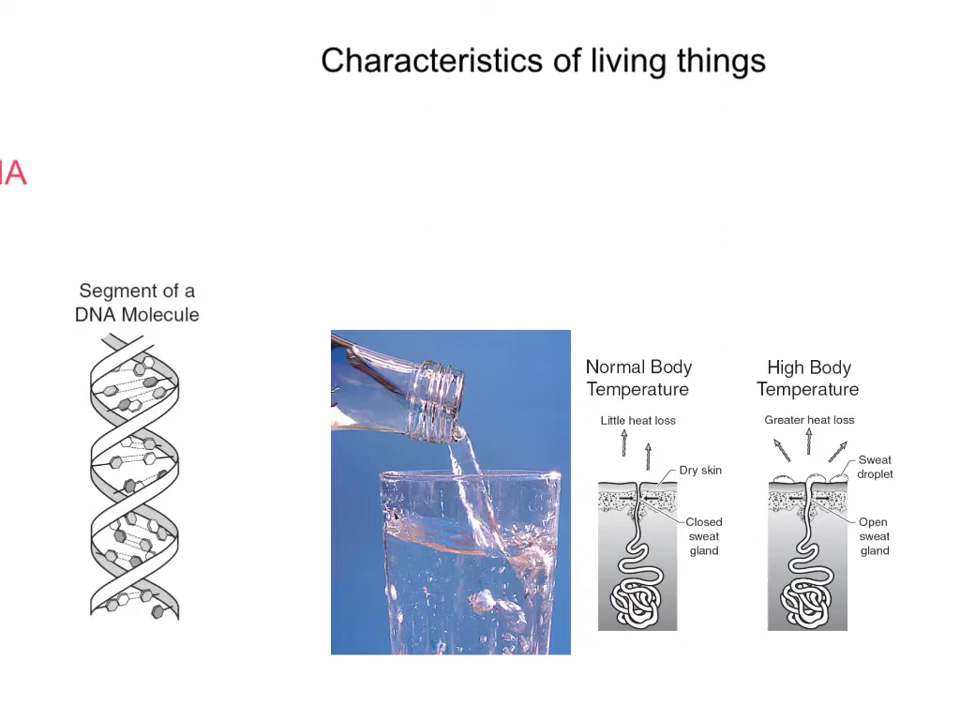 Characteristics of living things
Segment of a
DNA Molecule
Normal Body
Temperature
Little heat loss
Dry skin
Closed
sweat
gland
High Body
Temperature
Greater heat loss
Sweat
droplet
Open
sweat
gland